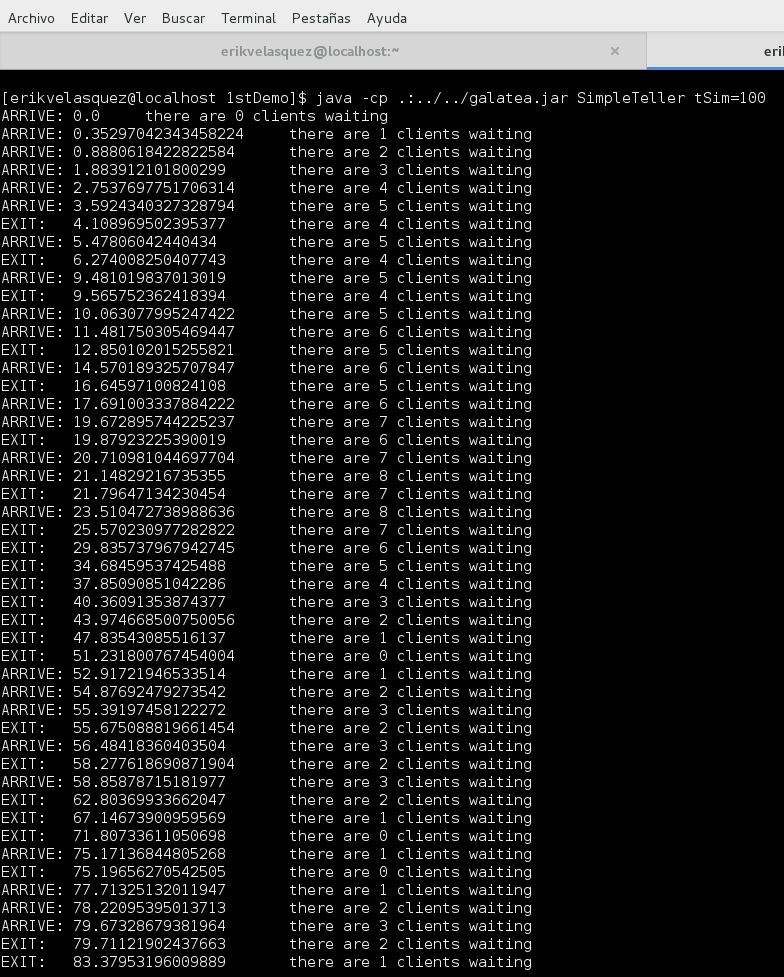 Archivo Editar Ver Buscar Terminal Pestañas Ayuda
erikvelasquez@localhost:~ × eri
[erikvelasquez@localhost 1stDemo]$ java -cp .:../../galatea.jar SimpleTeller tSim=100
ARRIVE: 0.0 there are 0 clients waiting
ARRIVE: 0.35297042343458224 there are 1 clients waiting
ARRIVE: 0.8880618422822584 there are 2 clients waiting
ARRIVE: 1.883912101800299 there are 3 clients waiting
ARRIVE: 2.7537697751706314 there are 4 clients waiting
ARRIVE: 3.5924340327328794 there are 5 clients waiting
EXIT: 4.108969502395377 there are 4 clients waiting
ARRIVE: 5.47806042440434 there are 5 clients waiting
EXIT: 6.274008250407743 there are 4 clients waiting
ARRIVE: 9.481019837013019 there are 5 clients waiting
EXIT: 9.565752362418394 there are 4 clients waiting
ARRIVE: 10.063077995247422 there are 5 clients waiting
ARRIVE: 11.481750305469447 there are 6 clients waiting
EXIT: 12.850102015255821 there are 5 clients waiting
ARRIVE: 14.570189325707847 there are 6 clients waiting
EXIT: 16.64597100824108 there are 5 clients waiting
ARRIVE: 17.691003337884222 there are 6 clients waiting
ARRIVE: 19.672895744225237 there are 7 clients waiting
EXIT: 19.87923225390019 there are 6 clients waiting
ARRIVE: 20.710981044697704 there are 7 clients waiting
ARRIVE: 21.14829216735355 there are 8 clients waiting
EXIT: 21.79647134230454 there are 7 clients waiting
ARRIVE: 23.510472738988636 there are 8 clients waiting
EXIT: 25.570230977282822 there are 7 clients waiting
EXIT: 29.835737967942745 there are 6 clients waiting
EXIT: 34.68459537425488 there are 5 clients waiting
EXIT: 37.85090851042286 there are 4 clients waiting
EXIT: 40.36091353874377 there are 3 clients waiting
EXIT: 43.974668500750056 there are 2 clients waiting
EXIT: 47.83543085516137 there are 1 clients waiting
EXIT: 51.231800767454004 there are 0 clients waiting
ARRIVE: 52.91721946533514 there are 1 clients waiting
ARRIVE: 54.87692479273542 there are 2 clients waiting
ARRIVE: 55.39197458122272 there are 3 clients waiting
EXIT: 55.675088819661454 there are 2 clients waiting
ARRIVE: 56.48418360403504 there are 3 clients waiting
EXIT: 58.277618690871904 there are 2 clients waiting
ARRIVE: 58.85878715181977 there are 3 clients waiting
EXIT: 62.80369933662047 there are 2 clients waiting
EXIT: 67.14673900959569 there are 1 clients waiting
EXIT: 71.80733611050698 there are 0 clients waiting
ARRIVE: 75.17136844805268 there are 1 clients waiting
EXIT: 75.19656270542505 there are 0 clients waiting
ARRIVE: 77.71325132011947 there are 1 clients waiting
ARRIVE: 78.22095395013713 there are 2 clients waiting
ARRIVE: 79.67328679381964 there are 3 clients waiting
EXIT: 79.71121902437663 there are 2 clients waiting
EXIT: 83.37953196009889 there are 1 clients waiting